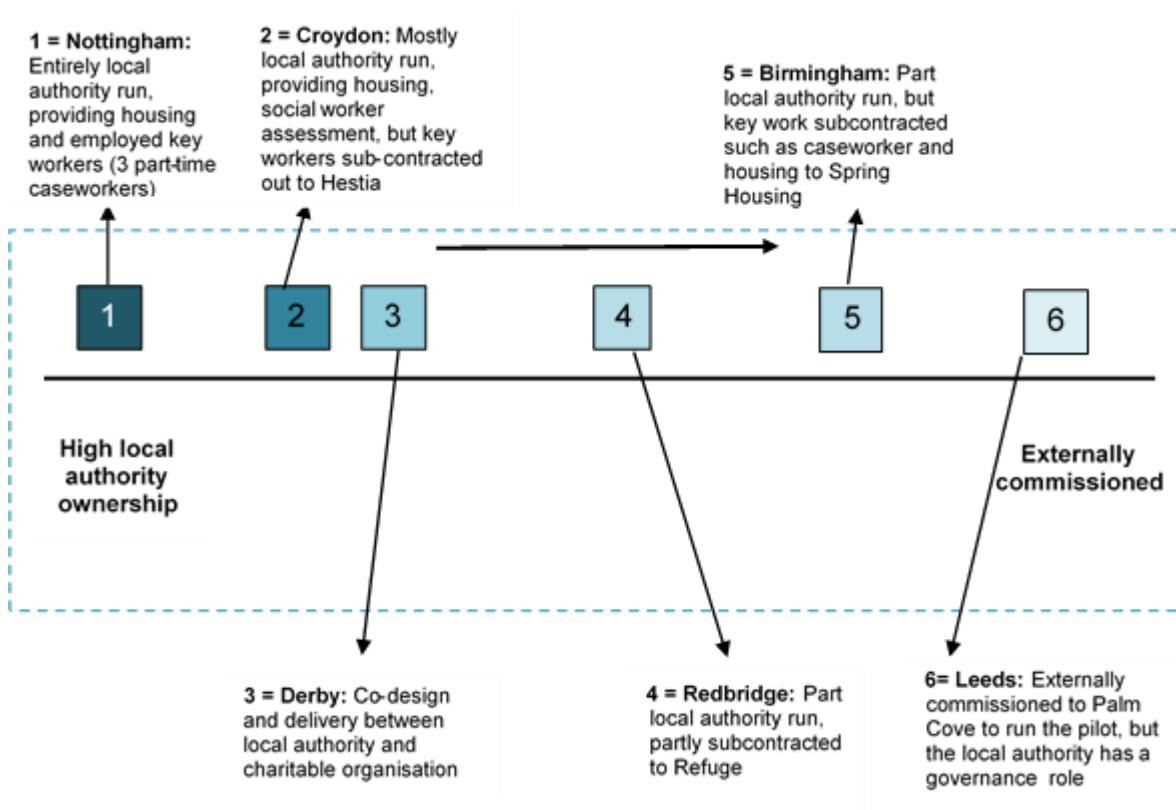 1 = Nottingham:
Entirely local
authority run,
providing housing
and employed key
workers (3 part-time
caseworkers)
2 = Croydon: Mostly
local authority run,
providing housing,
social worker
assessment, but key
workers sub-contracted
out to Hestia
5 = Birmingham: Part
local authority run, but
key work subcontracted
such as caseworker and
housing to Spring
Housing
1
2
3
4
5
6
High local
authority
ownership
Externally
commissioned
3 = Derby: Co-design
and delivery between
local authority and
charitable organisation
4 = Redbridge: Part
local authority run,
partly subcontracted
to Refuge
6= Leeds: Externally
commissioned to Palm
Cove to run the pilot, but
the local authority has a
governance role